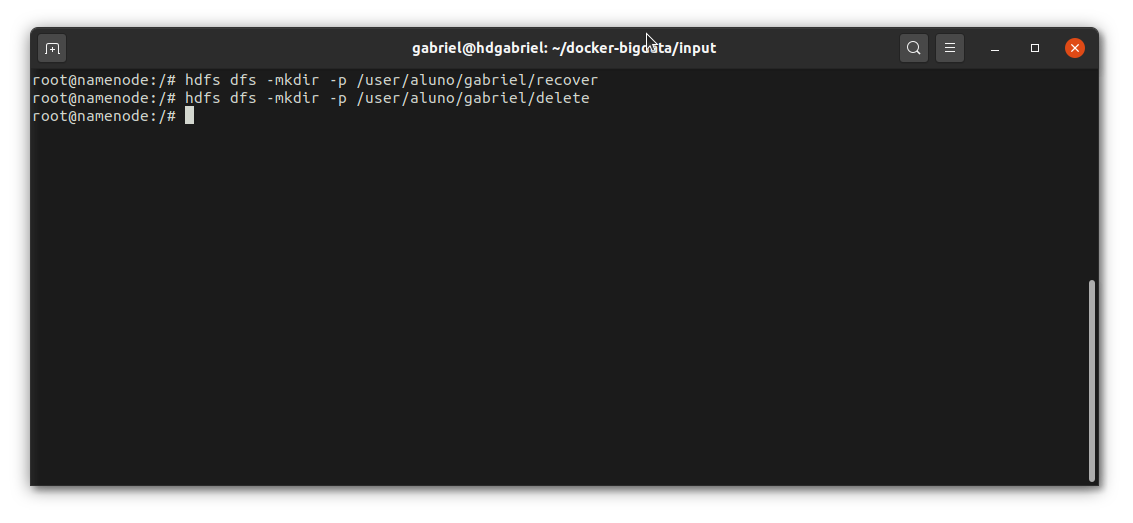 gabriel@hdgabriel: ~/docker-bigdata/input
root@namenode:/# hdfs dfs -mkdir -p /user/aluno/gabriel/recover
root@namenode:/# hdfs dfs -mkdir -p /user/aluno/gabriel/delete
root@namenode:/#